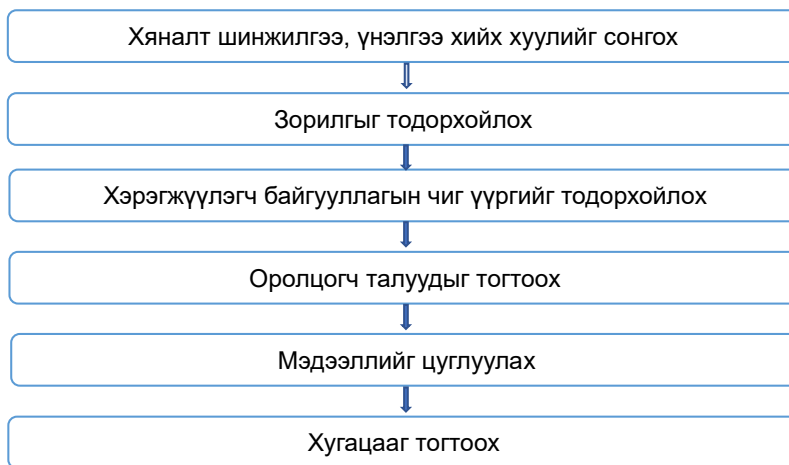 Хяналт шинжилгээ, үнэлгээ хийх хуулийг сонгох
Зорилгыг тодорхойлох
Хэрэгжүүлэгч байгууллагын чиг үүргийг тодорхойлох
Оролцогч талуудыг тогтоох
Мэдээллийг цуглуулах
Хугацааг тогтоох